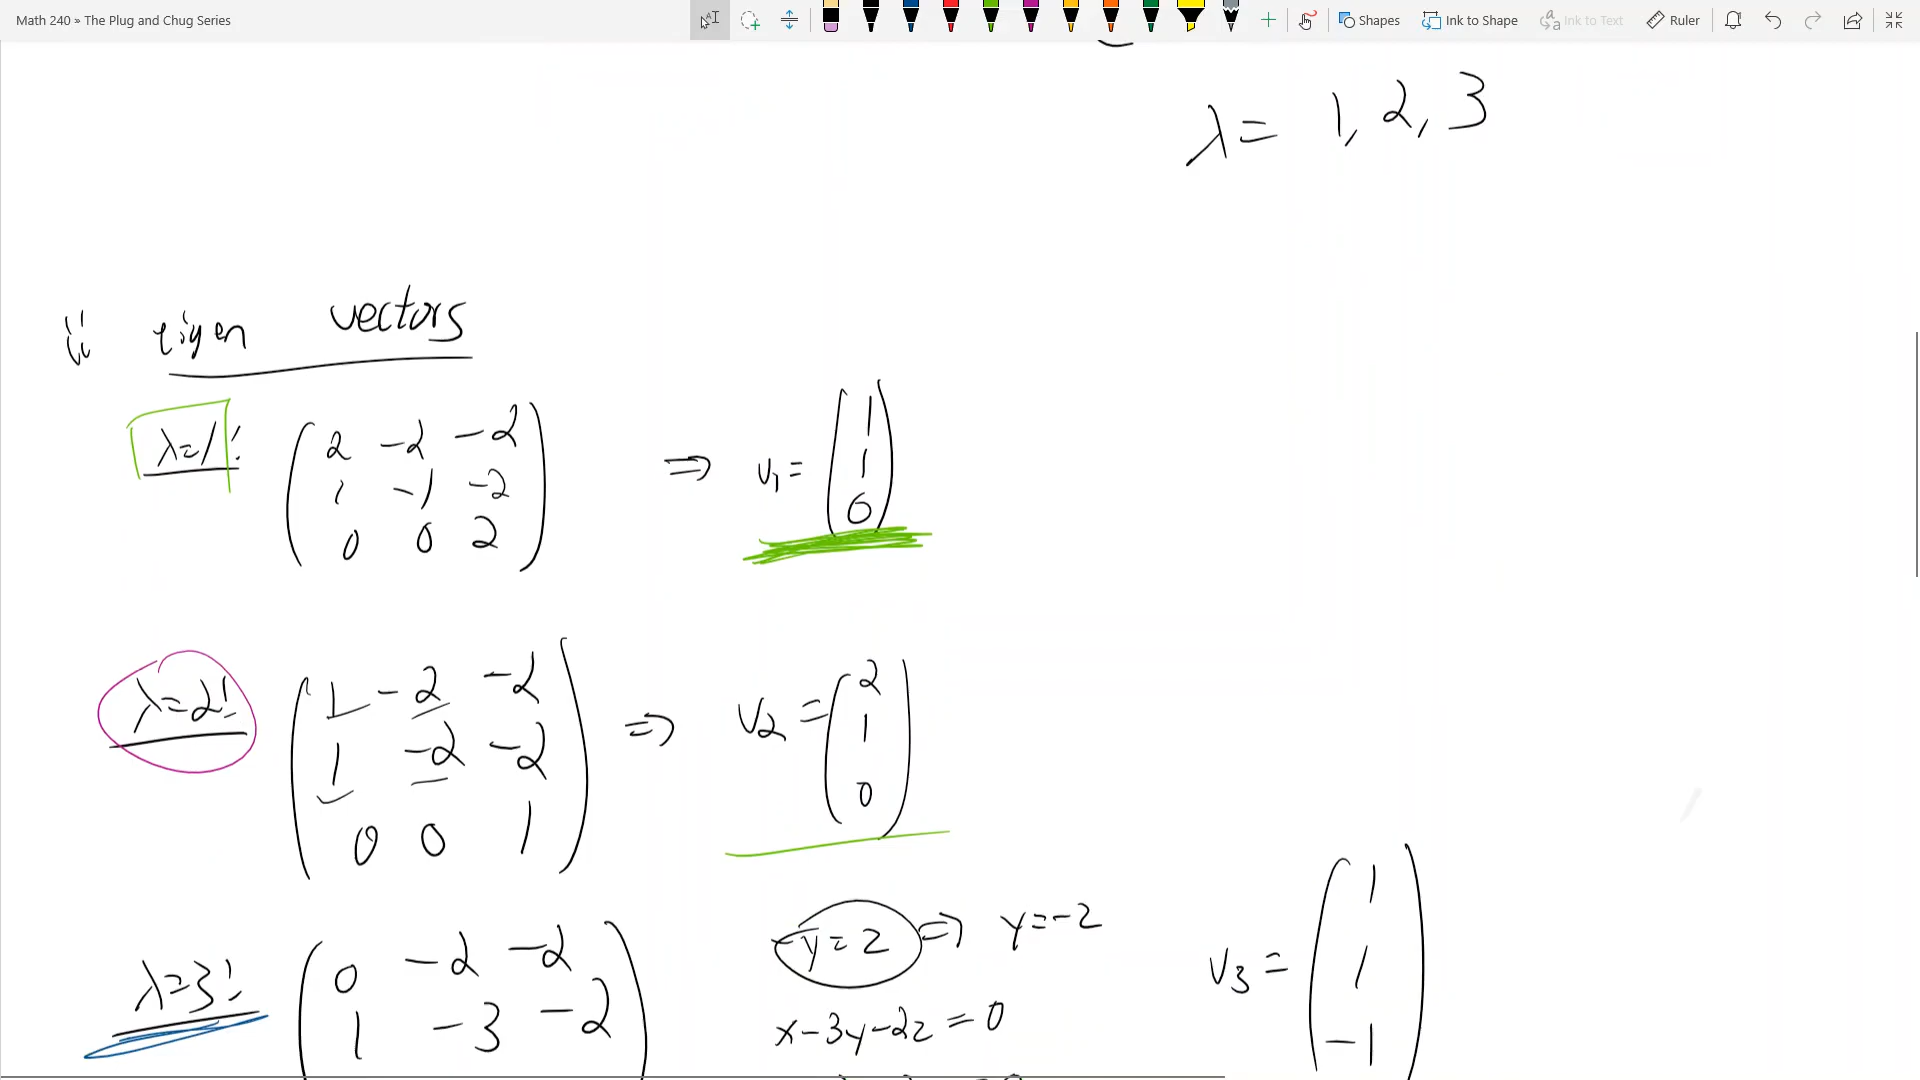 Math 240 » The Plug and Chug Series
Shapes
Ink to Shape
Ink to Text
Ruler
λ = 1, 2, 3
ii eigen vectors
λ=1: ( 2 -2 -2 ⇒ v₁ = ( 1
1 -1 -2 1
0 0 2 ) 0 )
λ=2: ( 1 -2 -2 ⇒ v₂ = ( 2
1 -2 -2 1
0 0 1 ) 0 )
λ=3: ( 0 -2 -2 -y = z ⇒ y = -z v₃ = ( 1
1 -3 -2 x - 3y - 2z = 0 1
-1 )